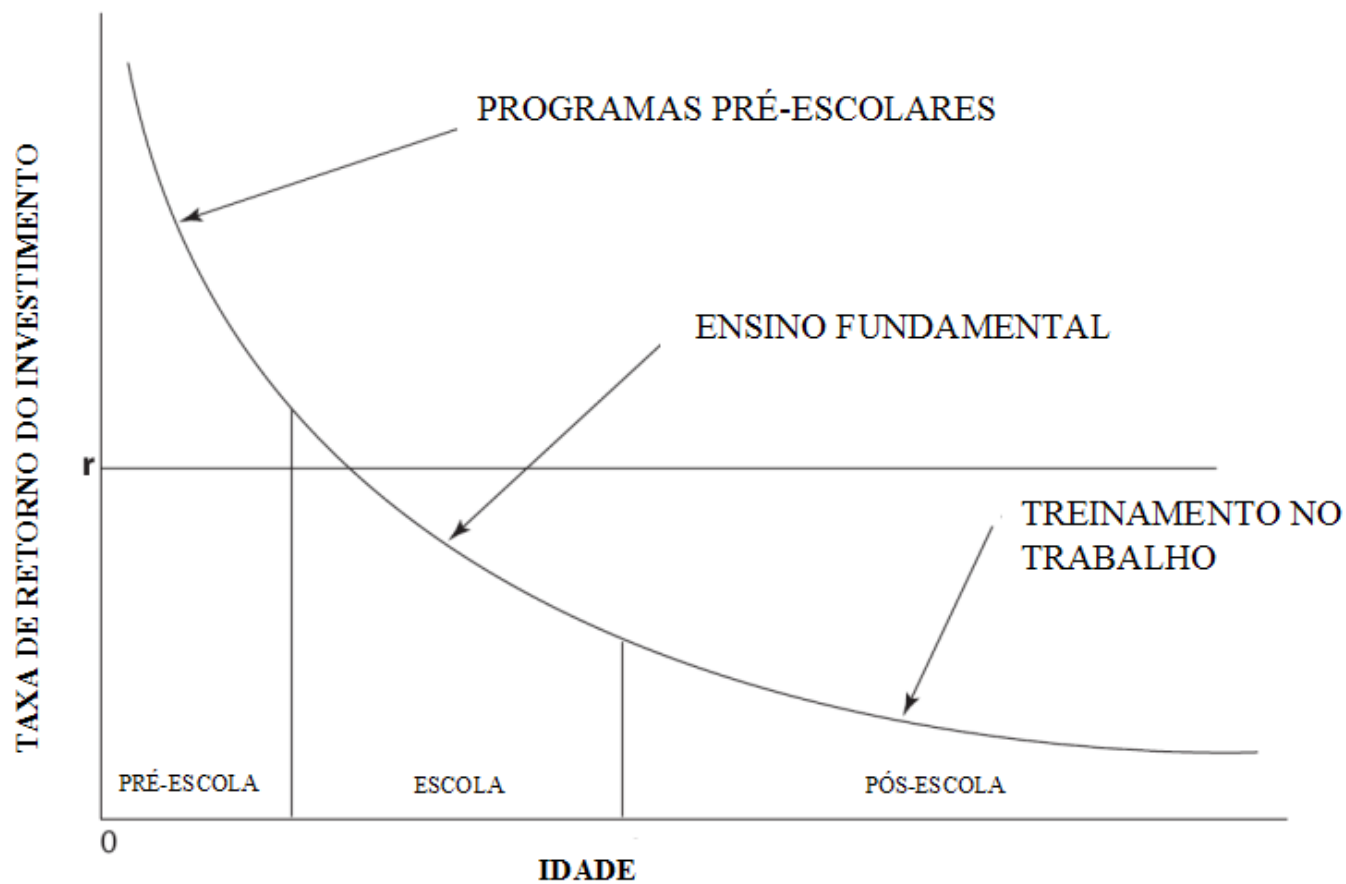 PROGRAMAS PRÉ-ESCOLARES
TAXA DE RETORNO DO INVESTIMENTO
ENSINO FUNDAMENTAL
r
TREINAMENTO NO
TRABALHO
PRÉ-ESCOLA
ESCOLA
PÓS-ESCOLA
0
IDADE